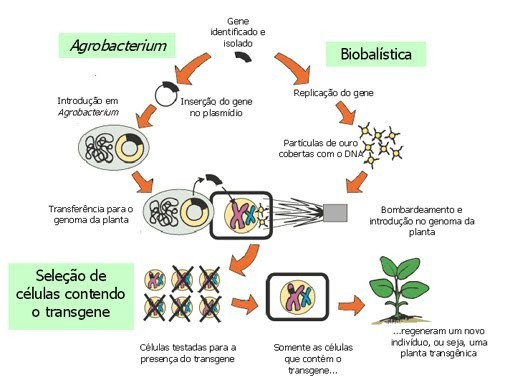 Gene
identificado e
isolado
Agrobacterium
Biobalística
Introdução em
Agrobacterium
Inserção do gene
no plasmídio
Replicação do gene
Partículas de ouro
cobertas com o DNA
Transferência para o
genoma da planta
Bombardeamento e
introdução no genoma da
planta
Seleção de
células contendo
o transgene
Células testadas para a
presença do transgene
Somente as células
que contêm o
transgene...
...regeneram um novo
indivíduo, ou seja, uma
planta transgênica